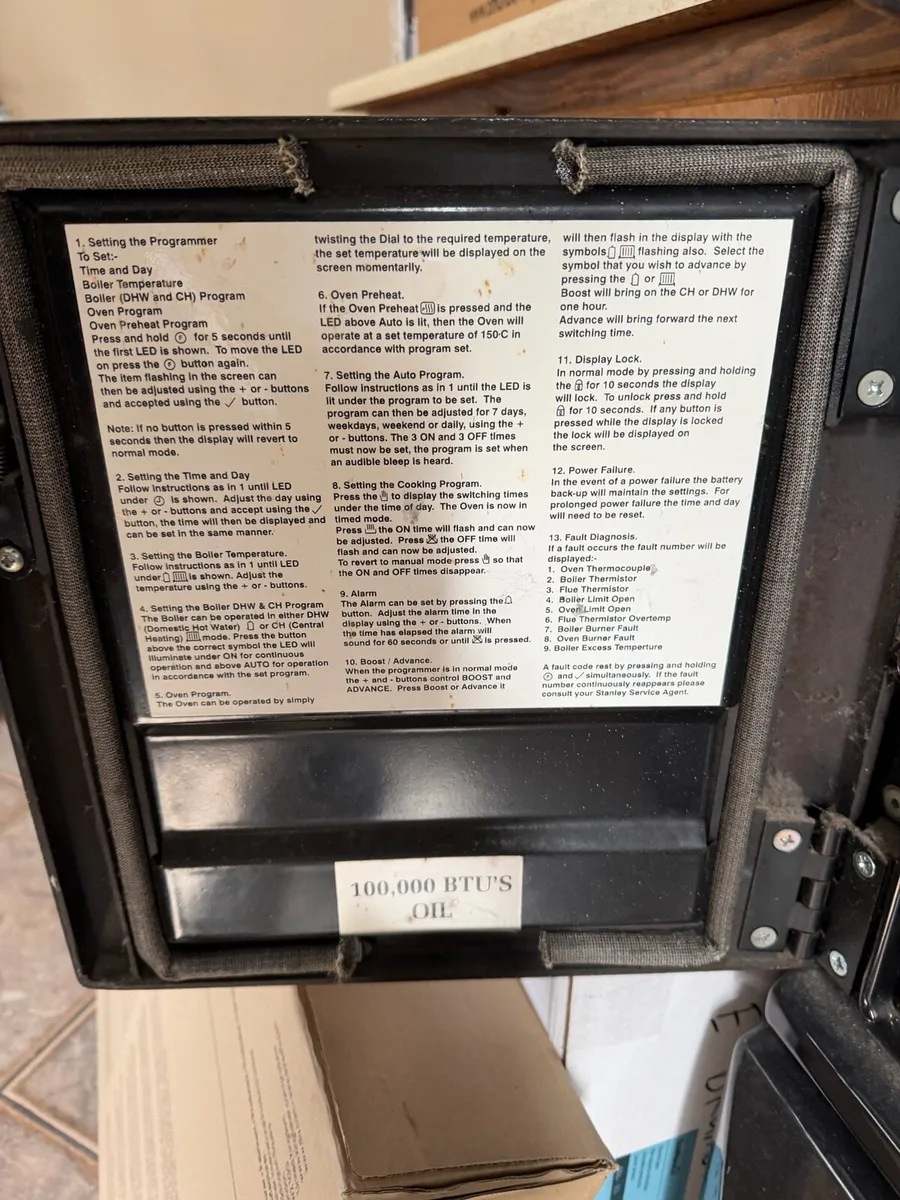 1. Setting the Programmer
To Set:-
Time and Day
Boiler Temperature
Boiler (DHW and CH) Program
Oven Program
Oven Preheat Program
Press and hold for 5 seconds until
the first LED is shown. To move the LED
on press the button again.
The item flashing in the screen can
then be adjusted using the + or - buttons
and accepted using the ✓ button.
Note: If no button is pressed within 5
seconds then the display will revert to
normal mode.
2. Setting the Time and Day
Follow Instructions as in 1 until LED
under is shown. Adjust the day using
the + or - buttons and accept using the ✓
button, the time will then be displayed and
can be set in the same manner.
3. Setting the Boiler Temperature.
Follow instructions as in 1 until LED
under is shown. Adjust the
temperature using the + or - buttons.
4. Setting the Boiler DHW & CH Program
The Boiler can be operated in either DHW
(Domestic Hot Water) or CH (Central
Heating) mode. Press the button
above the correct symbol the LED will
illuminate under ON for continuous
operation and above AUTO for operation
in accordance with the set program.
5. Oven Program.
The Oven can be operated by simply
twisting the Dial to the required temperature,
the set temperature will be displayed on the
screen momentarily.
6. Oven Preheat.
If the Oven Preheat is pressed and the
LED above Auto is lit, then the Oven will
operate at a set temperature of 150°C in
accordance with program set.
7. Setting the Auto Program.
Follow instructions as in 1 until the LED is
lit under the program to be set. The
program can then be adjusted for 7 days,
weekdays, weekend or daily, using the +
or - buttons. The 3 ON and 3 OFF times
must now be set, the program is set when
an audible bleep is heard.
8. Setting the Cooking Program.
Press the to display the switching times
under the time of day. The Oven is now in
timed mode.
Press the ON time will flash and can now
be adjusted. Press the OFF time will
flash and can now be adjusted.
To revert to manual mode press so that
the ON and OFF times disappear.
9. Alarm
The Alarm can be set by pressing the
button. Adjust the alarm time in the
display using the + or - buttons. When
the time has elapsed the alarm will
sound for 60 seconds or until is pressed.
10. Boost / Advance.
When the programmer is in normal mode
the + and - buttons control BOOST and
ADVANCE. Press Boost or Advance it
will then flash in the display with the
symbols flashing also. Select the
symbol that you wish to advance by
pressing the or
Boost will bring on the CH or DHW for
one hour.
Advance will bring forward the next
switching time.
11. Display Lock.
In normal mode by pressing and holding
the for 10 seconds the display
will lock. To unlock press and hold
for 10 seconds. If any button is
pressed while the display is locked
the lock will be displayed on
the screen.
12. Power Failure.
In the event of a power failure the battery
back-up will maintain the settings. For
prolonged power failure the time and day
will need to be reset.
13. Fault Diagnosis.
If a fault occurs the fault number will be
displayed:-
1. Oven Thermocouple
2. Boiler Thermistor
3. Flue Thermistor
4. Boiler Limit Open
5. Oven Limit Open
6. Flue Thermistor Overtemp
7. Boiler Burner Fault
8. Oven Burner Fault
9. Boiler Excess Temperture
A fault code rest by pressing and holding
and ✓ simultaneously. If the fault
number continuously reappears please
consult your Stanley Service Agent.
100,000 BTU'S
OIL